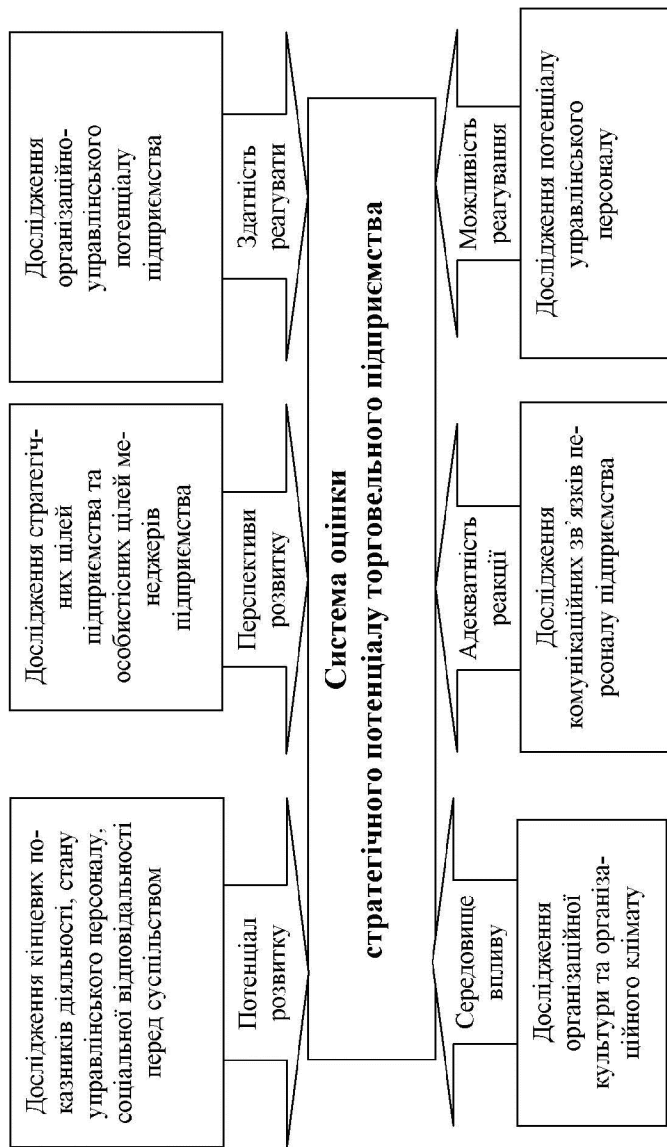 Дослідження кінцевих по-
казників діяльності, стану
управлінського персоналу,
соціальної відповідальності
перед суспільством
Дослідження стратегіч-
них цілей
підприємства та
особистісних цілей ме-
неджерів
підприємства
Дослідження
організаційно-
управлінського
потенціалу
підприємства
Потенціал
розвитку
Перспективи
розвитку
Здатність
реагувати
Система оцінки
стратегічного потенціалу торговельного підприємства
Середовище
впливу
Адекватність
реакції
Можливість
реагування
Дослідження
організаційної
культури та організа-
ційного клімату
Дослідження
комунікаційних зв’язків пе-
рсоналу підприємства
Дослідження потенціалу
управлінського
персоналу